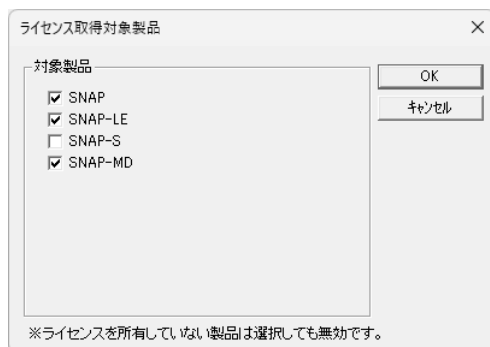 ライセンス取得対象製品
対象製品
SNAP
SNAP-LE
SNAP-S
SNAP-MD
OK
キャンセル
※ライセンスを所有していない製品は選択しても無効です。